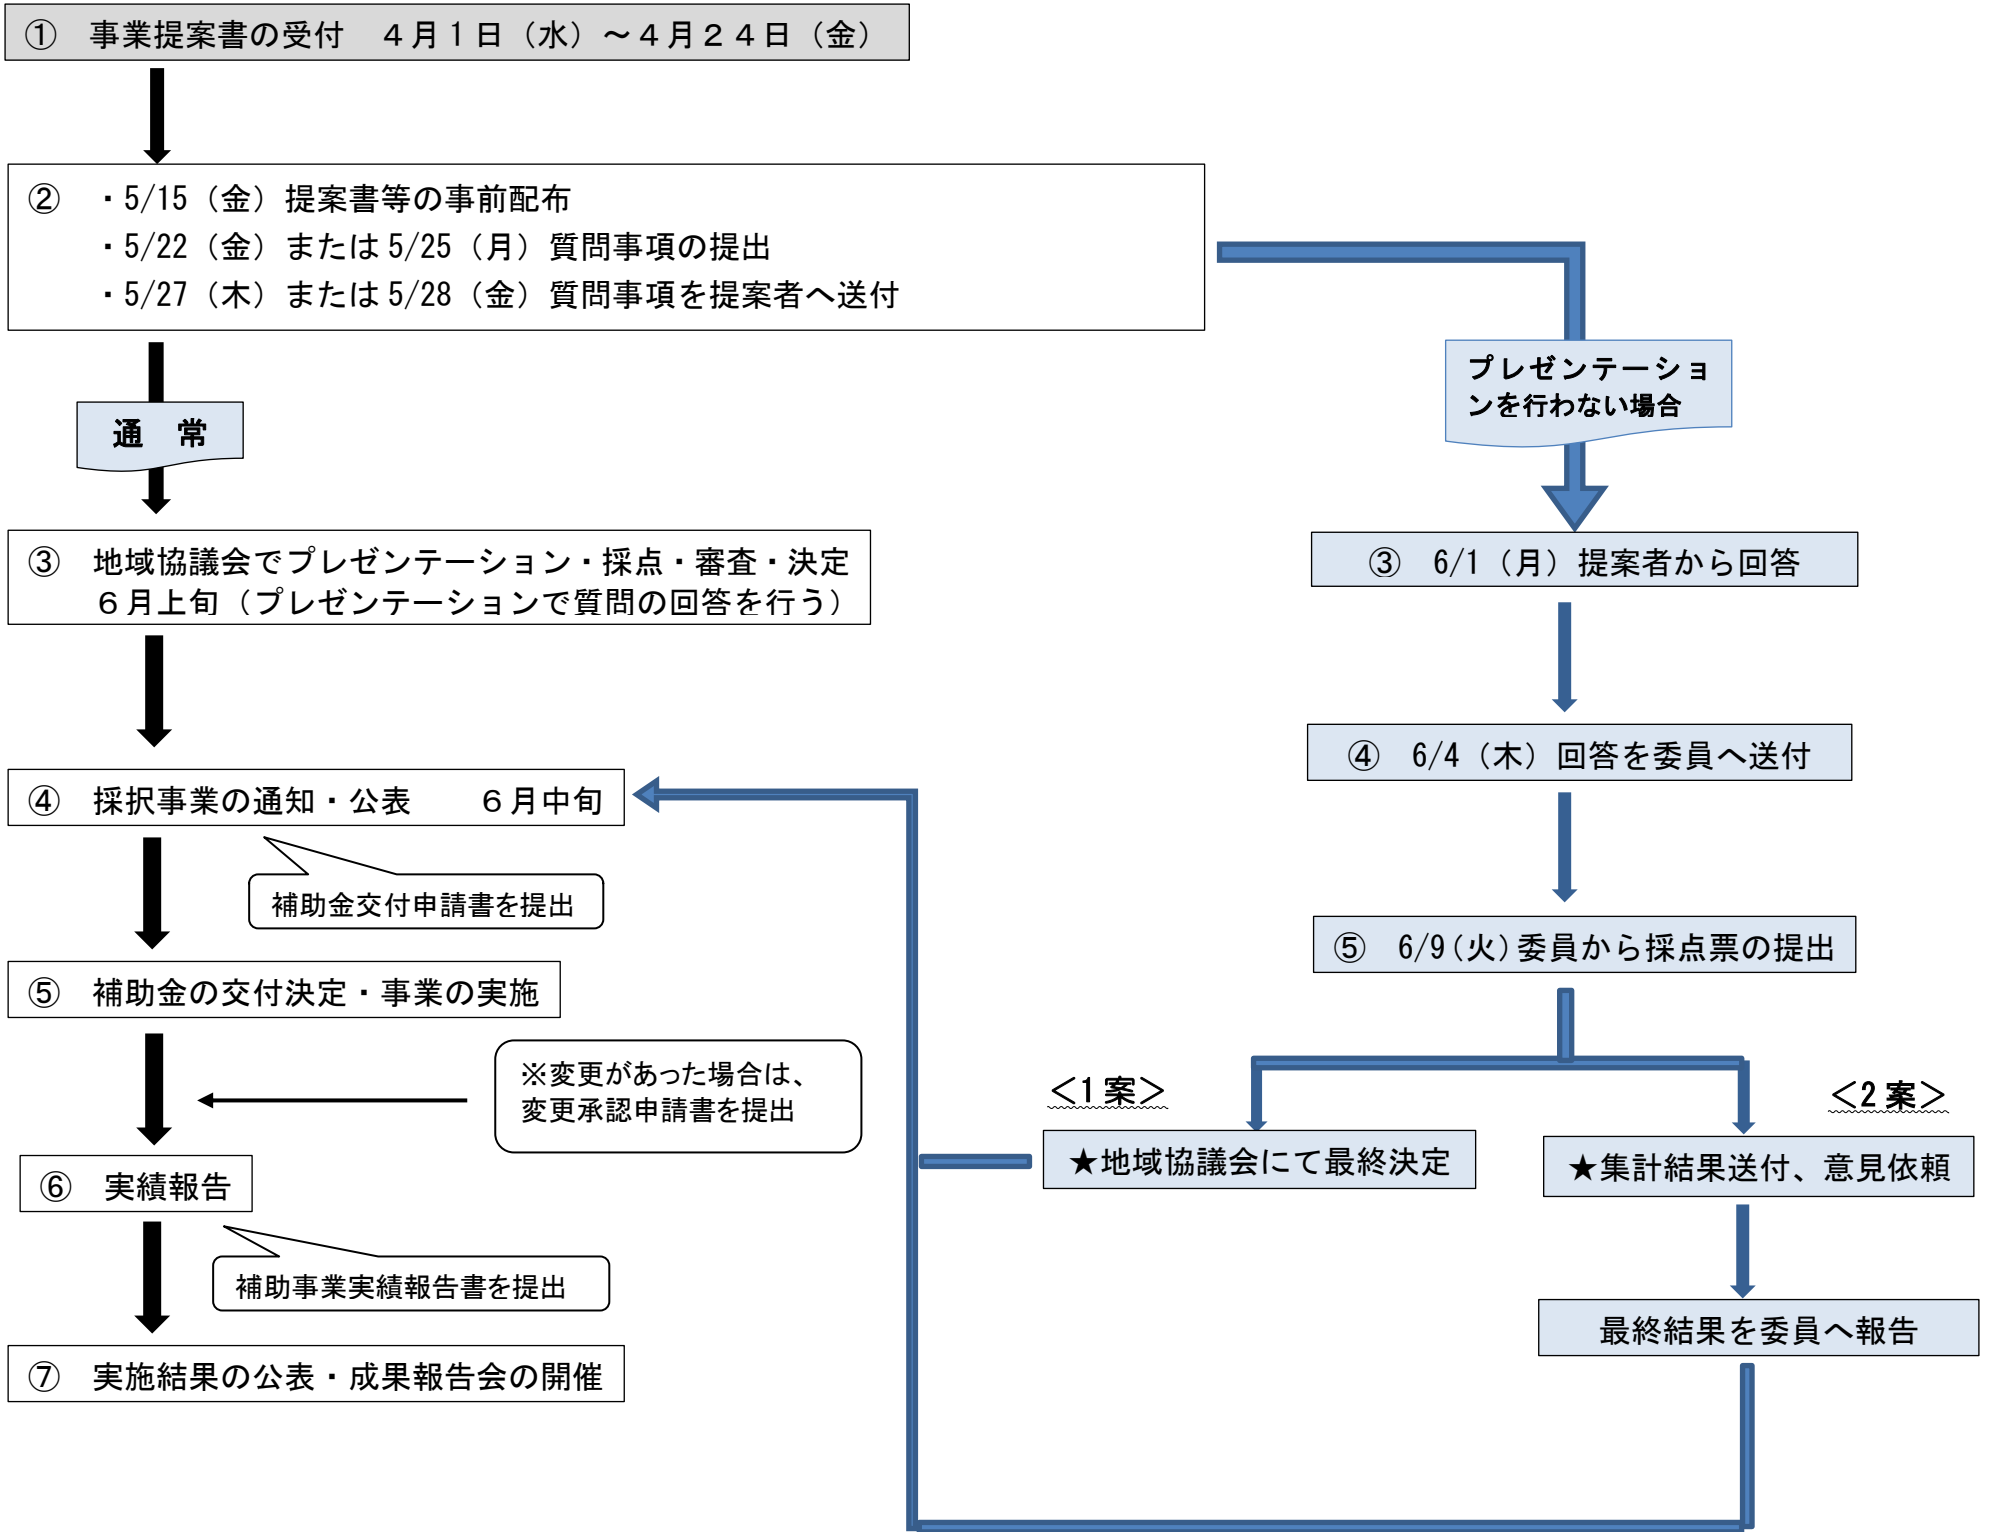 ① 事業提案書の受付 ４月１日（水）～４月２４日（金）
② ・5/15（金）提案書等の事前配布
・5/22（金）または5/25（月）質問事項の提出
・5/27（木）または5/28（金）質問事項を提案者へ送付
通 常
プレゼンテーショ
ンを行わない場合
③ 地域協議会でプレゼンテーション・採点・審査・決定
６月上旬（プレゼンテーションで質問の回答を行う）
③ 6/1（月）提案者から回答
④ 6/4（木）回答を委員へ送付
④ 採択事業の通知・公表 ６月中旬
補助金交付申請書を提出
⑤ 6/9(火)委員から採点票の提出
⑤ 補助金の交付決定・事業の実施
※変更があった場合は、
変更承認申請書を提出
＜1案＞
＜2案＞
★地域協議会にて最終決定
★集計結果送付、意見依頼
⑥ 実績報告
補助事業実績報告書を提出
最終結果を委員へ報告
⑦ 実施結果の公表・成果報告会の開催